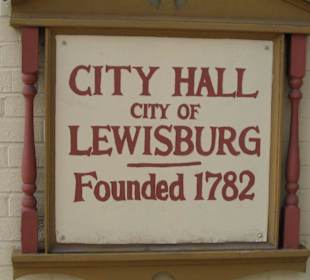 CITY HALL
CITY OF
LEWISBURG
Founded 1782